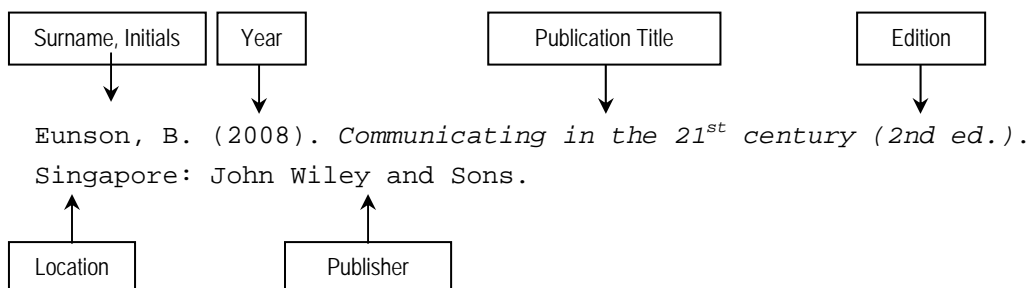 Surname, Initials Year Publication Title Edition
Eunson, B. (2008). Communicating in the 21st century (2nd ed.).
Singapore: John Wiley and Sons.
Location Publisher